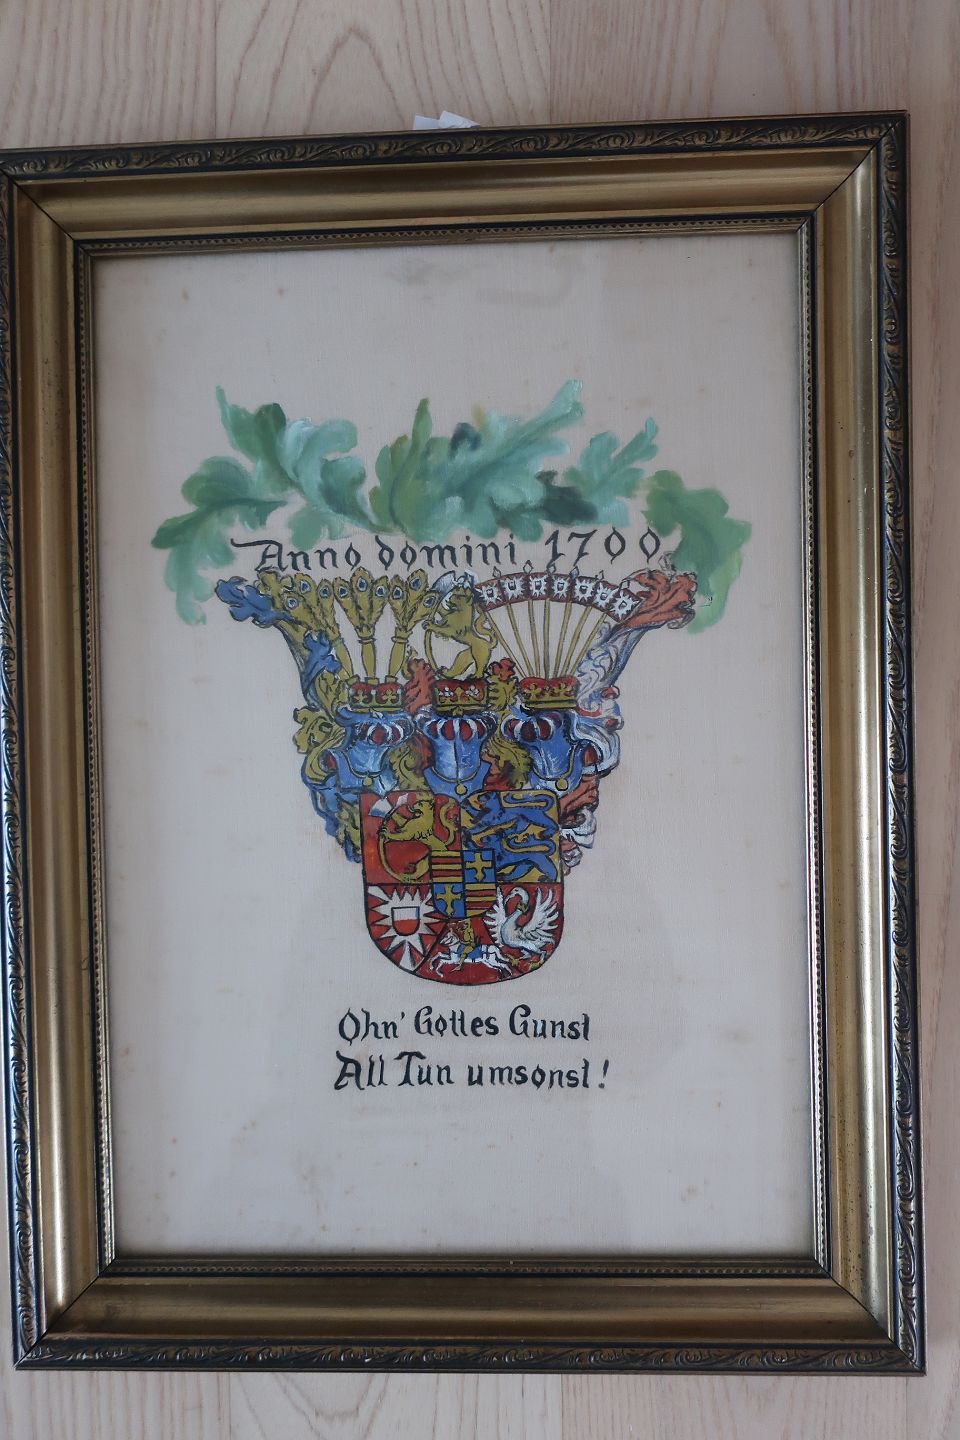 Anno domini 1700
Ohn' Gottes Gunst
All Tun umsonst!